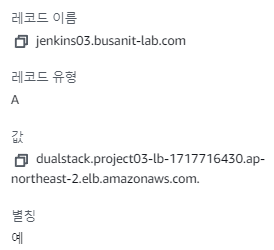 레코드 이름
jenkins03.busanit-lab.com
레코드 유형
A
값
dualstack.project03-lb-1717716430.ap-
northeast-2.elb.amazonaws.com.
별칭
예